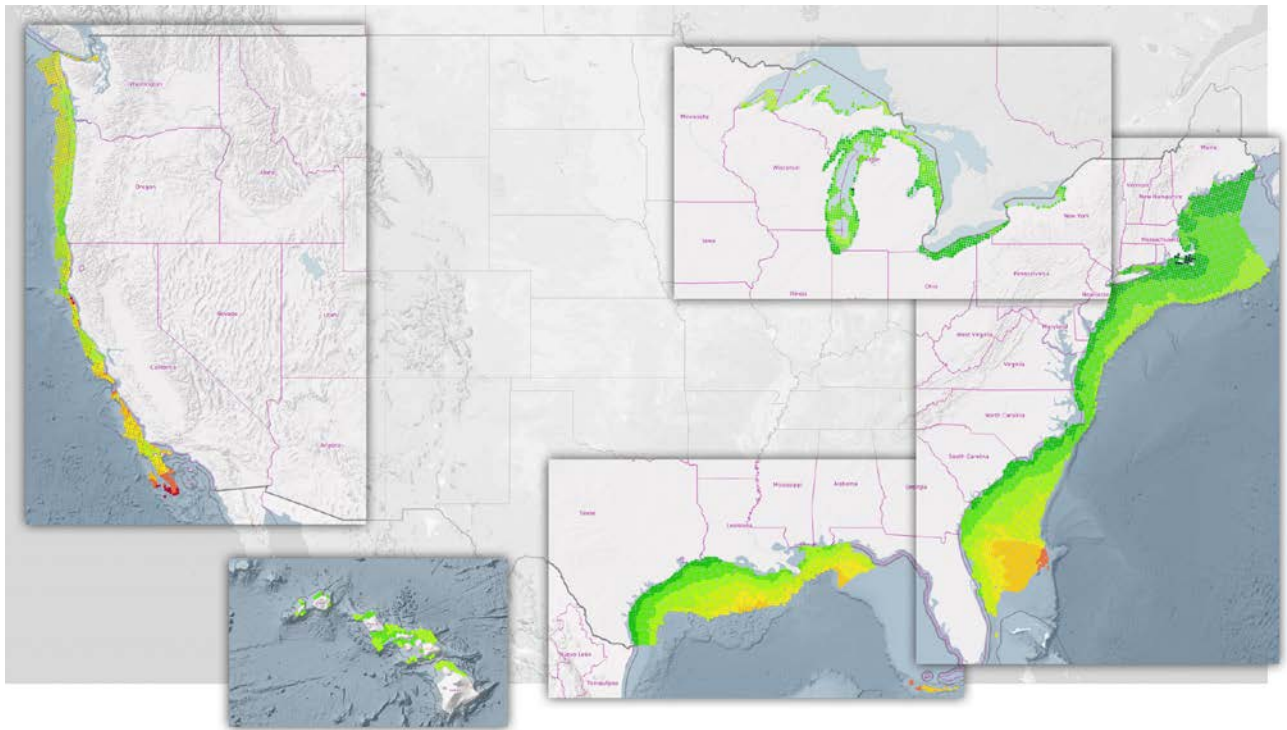 Washington
Oregon
Idaho
Nevada
Utah
California
Arizona
Minnesota
Wisconsin
Iowa
Illinois
Ohio
New York
Pennsylvania
Maine
Vermont
New Hampshire
Massachusetts
West Virginia
Maryland
Virginia
North Carolina
South Carolina
Texas
Louisiana
Mississippi
Alabama
Georgia
Nuevo León
Tamaulipas